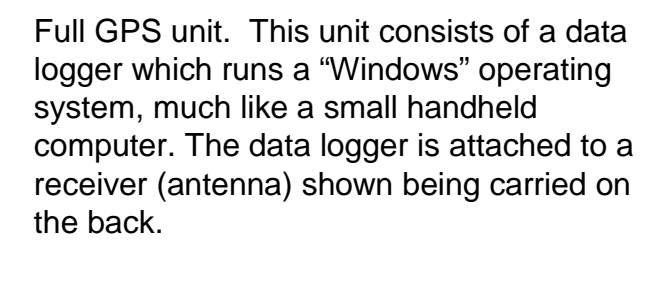 Full GPS unit.  This unit consists of a data
logger which runs a “Windows” operating
system, much like a small handheld
computer. The data logger is attached to a
receiver (antenna) shown being carried on
the back.